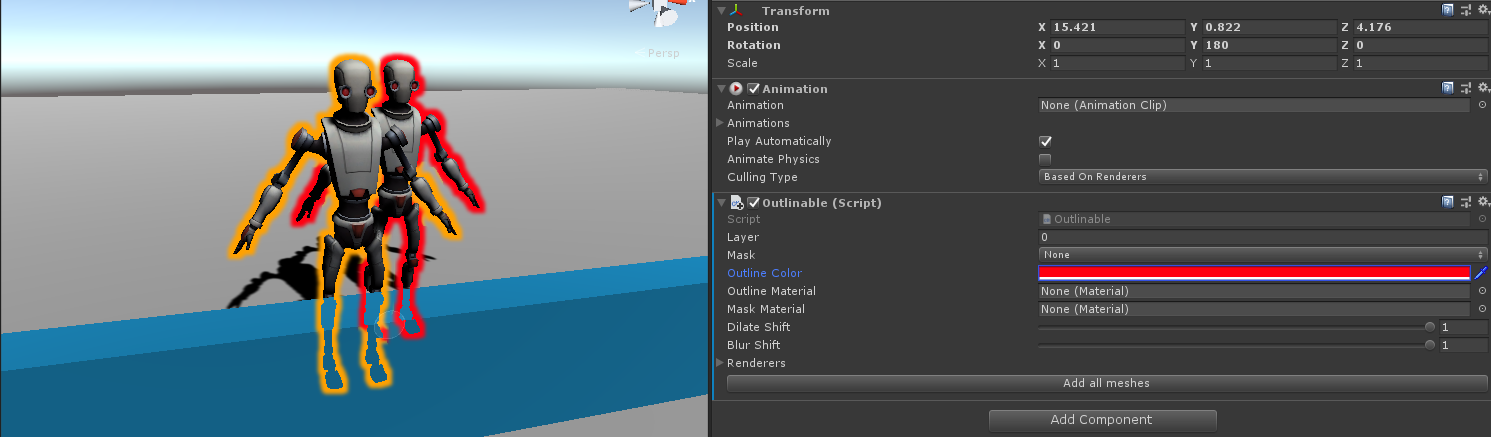 Persp
Transform
Position X 15.421 Y 0.822 Z 4.176
Rotation X 0 Y 180 Z 0
Scale X 1 Y 1 Z 1
Animation
Animation None (Animation Clip)
Animations
Play Automatically
Animate Physics
Culling Type Based On Renderers
Outlinable (Script)
Script Outlinable
Layer 0
Mask None
Outline Color
Outline Material None (Material)
Mask Material None (Material)
Dilate Shift 1
Blur Shift 1
Renderers
Add all meshes
Add Component